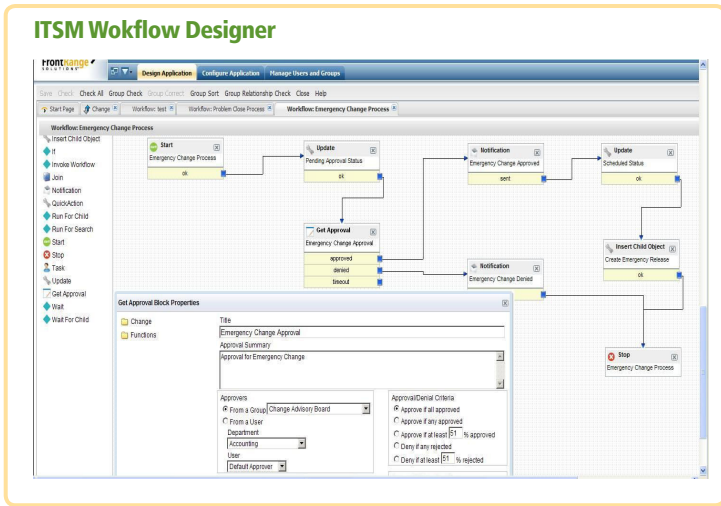 ITSM Wokflow Designer
FrontRange
SOLUTIONS
Design Application Configure Application Manage Users and Groups
Save Check Check All Group Check Group Correct Group Sort Group Relationship Check Close Help
Start Page Change Workflow: test Workflow: Problem Close Process Workflow: Emergency Change Process
Workflow: Emergency Change Process
Insert Child Object
If
Invoke Workflow
Join
Notification
QuickAction
Run For Child
Run For Search
Start
Stop
Task
Update
Get Approval
Wait
Wait For Child
Start
Emergency Change Process
ok
Update
Pending Approval Status
ok
Notification
Emergency Change Approved
sent
Update
Scheduled Status
ok
Get Approval
Emergency Change Approval
approved
denied
timeout
Notification
Emergency Change Denied
Insert Child Object
Create Emergency Release
ok
Stop
Emergency Change Process
Get Approval Block Properties
Change
Functions
Title
Emergency Change Approval
Approval Summary
Approval for Emergency Change
Approvers
From a Group Change Advisory Board
From a User
Department
Accounting
User
Default Approver
Approval/Denial Criteria
Approve if all approved
Approve if any approved
Approve if at least 51 % approved
Deny if any rejected
Deny if at least 51 % rejected